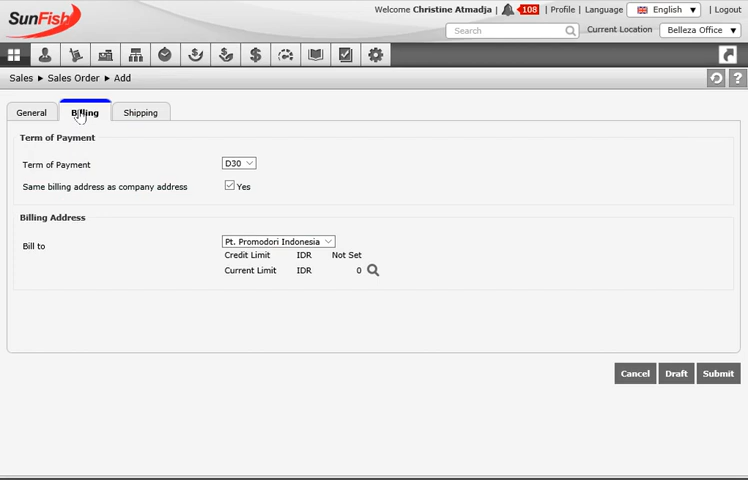 SunFish
Welcome Christine Atmadja 108 Profile Language English Logout
Search Current Location Belleza Office
Sales Sales Order Add
General Billing Shipping
Term of Payment
Term of Payment D30
Same billing address as company address Yes
Billing Address
Bill to Pt. Promodori Indonesia
Credit Limit IDR Not Set
Current Limit IDR 0
Cancel Draft Submit